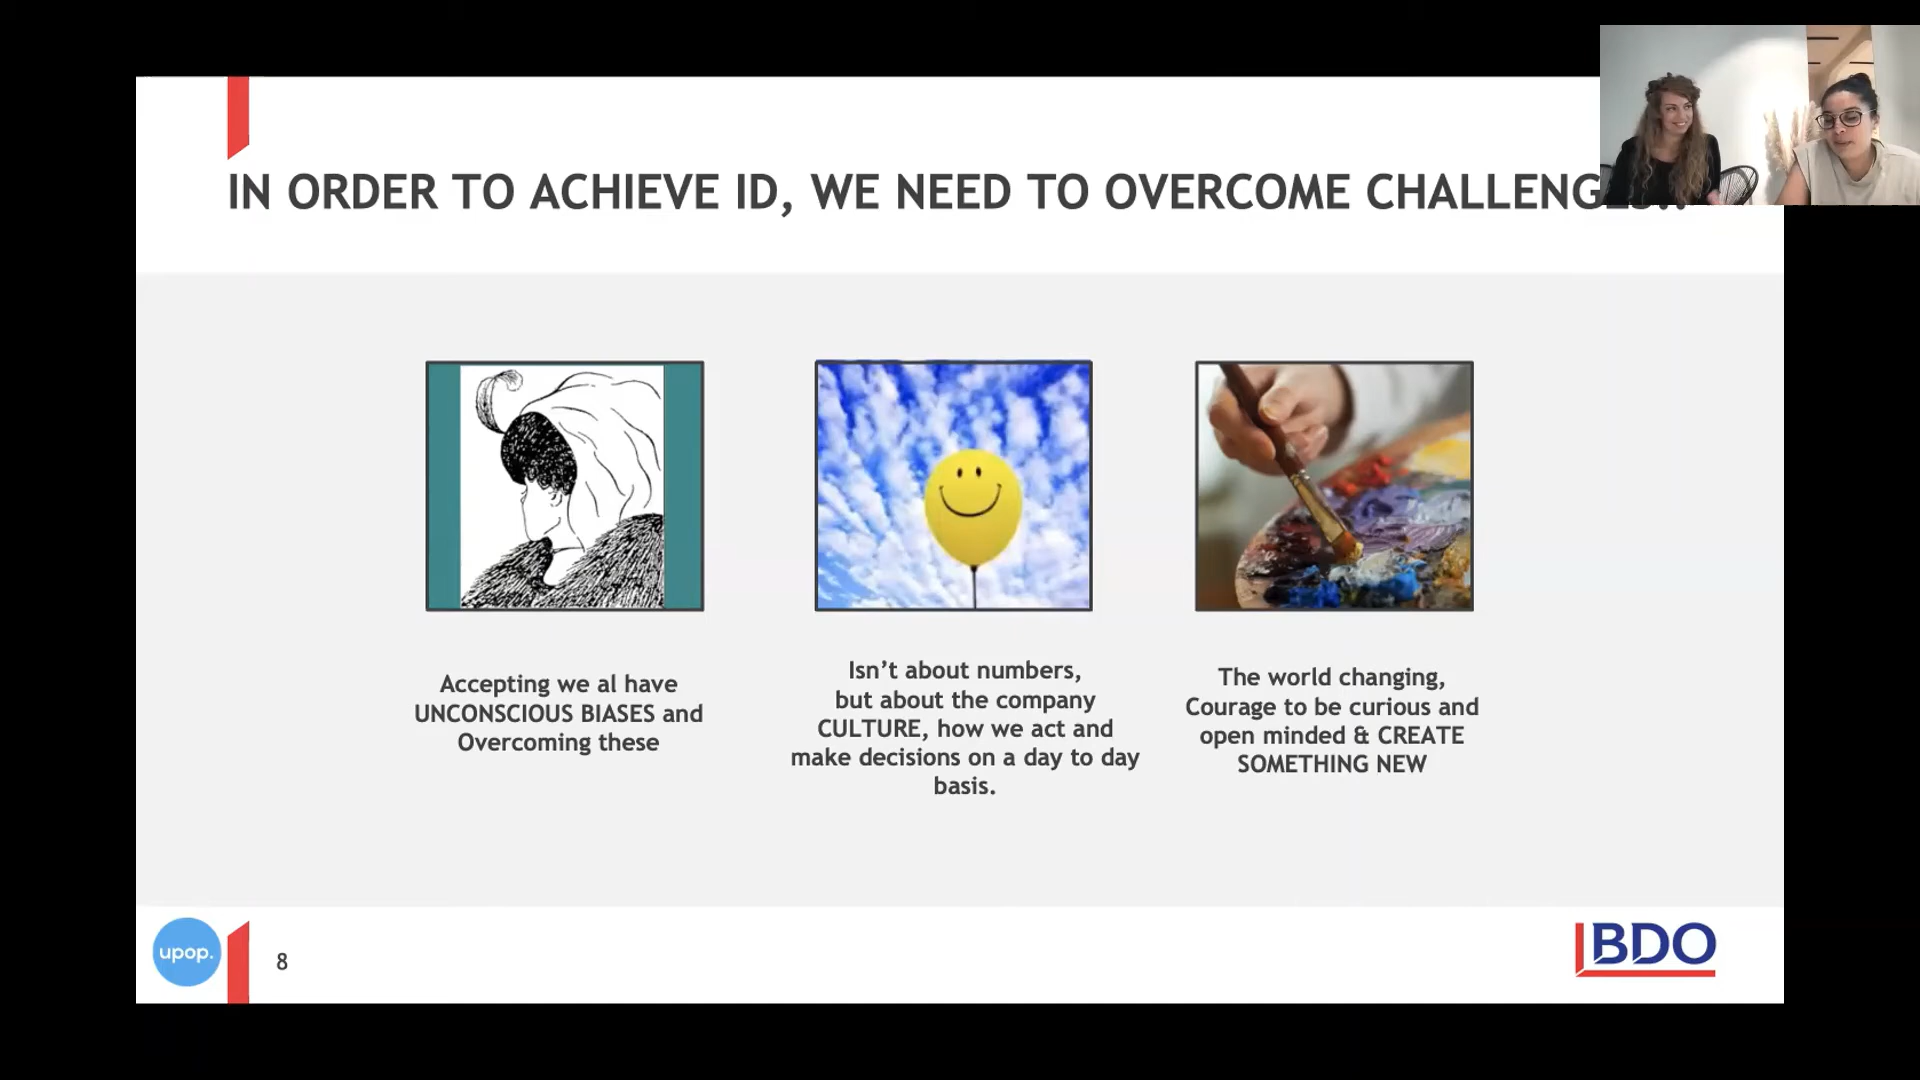 IN ORDER TO ACHIEVE ID, WE NEED TO OVERCOME
Accepting we al have
UNCONSCIOUS BIASES and
Overcoming these
Isn't about numbers,
but about the company
CULTURE, how we act and
make decisions on a day to day
basis.
The world changing,
Courage to be curious and
open minded & CREATE
SOMETHING NEW
upop.
8
BDO